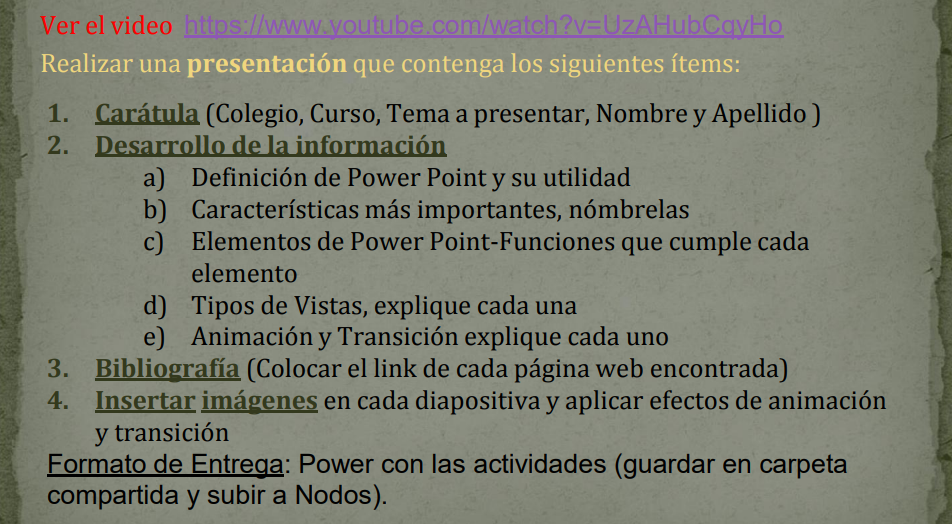 Ver el video https://www.youtube.com/watch?v=UzAHubCqyHo
Realizar una presentación que contenga los siguientes ítems:
1. Carátula (Colegio, Curso, Tema a presentar, Nombre y Apellido )
2. Desarrollo de la información
a) Definición de Power Point y su utilidad
b) Características más importantes, nómbrelas
c) Elementos de Power Point-Funciones que cumple cada
elemento
d) Tipos de Vistas, explique cada una
e) Animación y Transición explique cada uno
3. Bibliografía (Colocar el link de cada página web encontrada)
4. Insertar imágenes en cada diapositiva y aplicar efectos de animación
y transición
Formato de Entrega: Power con las actividades (guardar en carpeta
compartida y subir a Nodos).